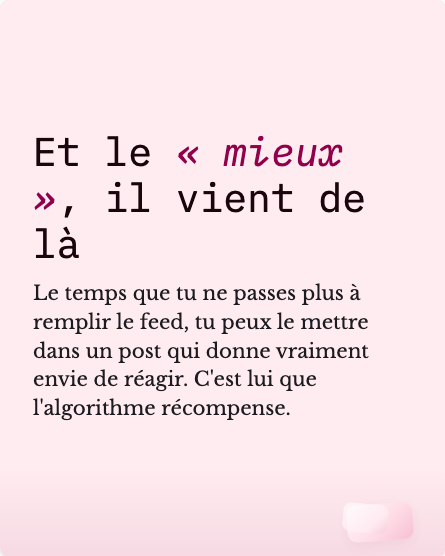 Et le « mieux
», il vient de
là
Le temps que tu ne passes plus à
remplir le feed, tu peux le mettre
dans un post qui donne vraiment
envie de réagir. C'est lui que
l'algorithme récompense.